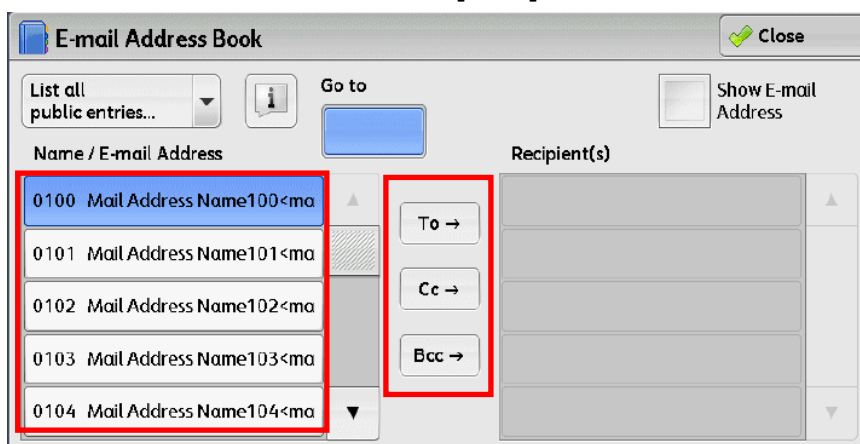 E-mail Address Book
Close
List all
public entries...
i
Go to
Show E-mail
Address
Name / E-mail Address
Recipient(s)
0100 Mail Address Name100<ma
0101 Mail Address Name101<ma
0102 Mail Address Name102<ma
0103 Mail Address Name103<ma
0104 Mail Address Name104<ma
To →
Cc →
Bcc →